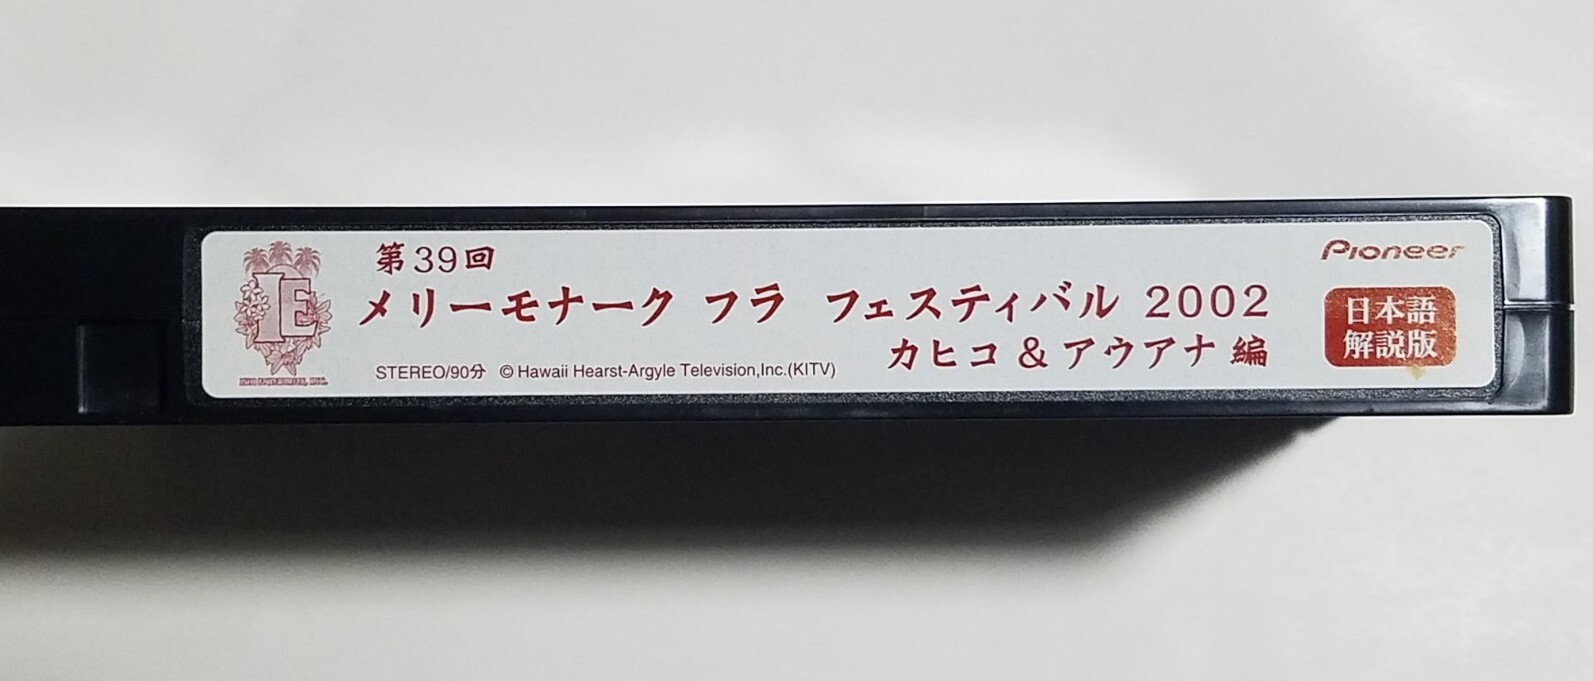 IE
第39回
メリーモナーク フラ フェスティバル 2002
カヒコ & アウアナ 編
STEREO/90分 ©Hawaii Hearst-Argyle Television,Inc.(KITV)
Pioneer
日本語
解説版